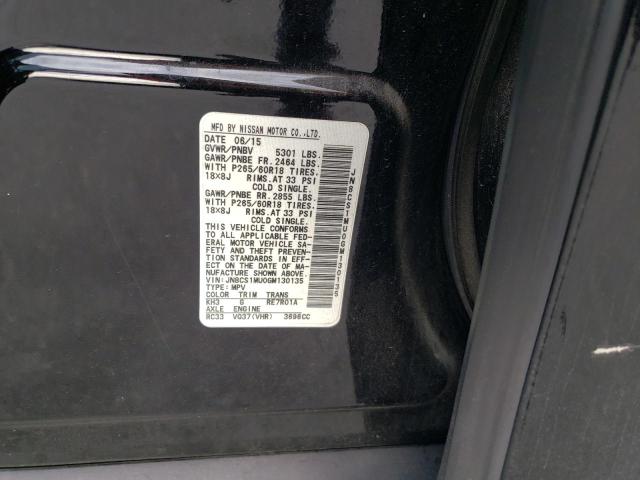 MFD BY NISSAN MOTOR CO.,LTD.
DATE 06/15
GVWR/PNBV 5301 LBS.
GAWR/PNBE FR. 2464 LBS.
WITH P265/60R18 TIRES.
18X8J RIMS.AT 33 PSI
COLD SINGLE.
GAWR/PNBE RR. 2855 LBS.
WITH P265/60R18 TIRES.
18X8J RIMS.AT 33 PSI
COLD SINGLE.
THIS VEHICLE CONFORMS
TO ALL APPLICABLE FED-
ERAL MOTOR VEHICLE SA-
FETY AND THEFT PREVEN-
TION STANDARDS IN EFF-
ECT ON THE DATE OF MA-
NUFACTURE SHOWN ABOVE.
VIN:JN8CS1MU0GM130135
TYPE: MPV
COLOR TRIM TRANS
KH3 G RE7R01A
AXLE ENGINE
RC33 VQ37(VHR) 3696CC
JN8CS1MU0GM130135